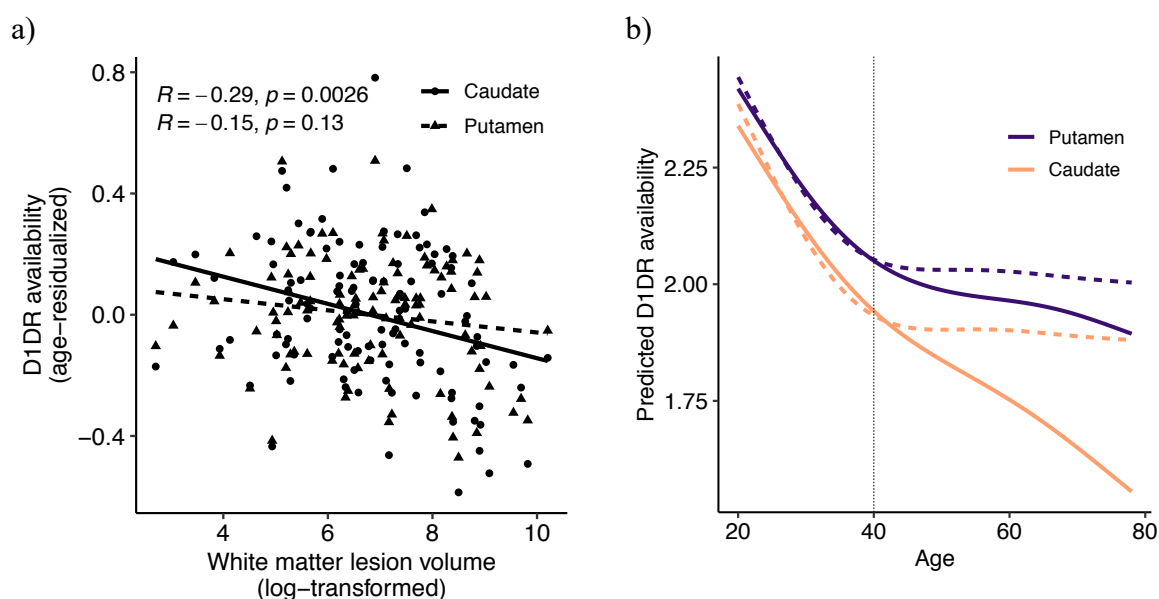 a)
0.8
0.4
0.0
−0.4
D1DR availability
(age−residualized)
R = −0.29, p = 0.0026
R = −0.15, p = 0.13
Caudate
Putamen
4
6
8
10
White matter lesion volume
(log−transformed)
b)
2.25
2.00
1.75
Predicted D1DR availability
Putamen
Caudate
20
40
60
80
Age